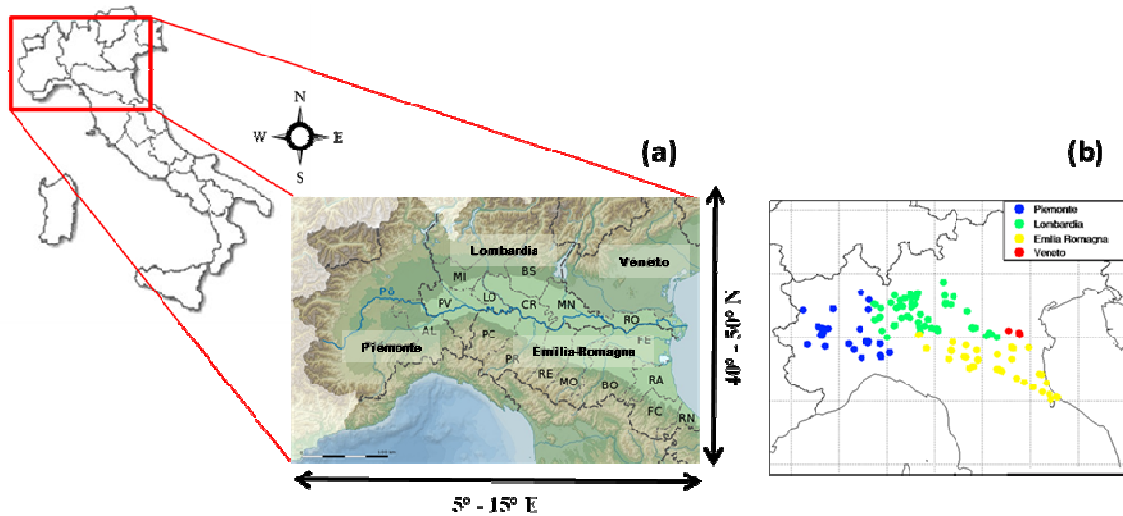 N
W E
S
(a)
(b)
Lombardia
Veneto
MI
BS
Po
PV
LO
CR
MN
RO
AL
PC
FE
Piemonte
Emilia-Romagna
PR
RE
MO
BO
RA
FC
RN
40° - 50° N
5° - 15° E
Piemonte
Lombardia
Emilia Romagna
Veneto